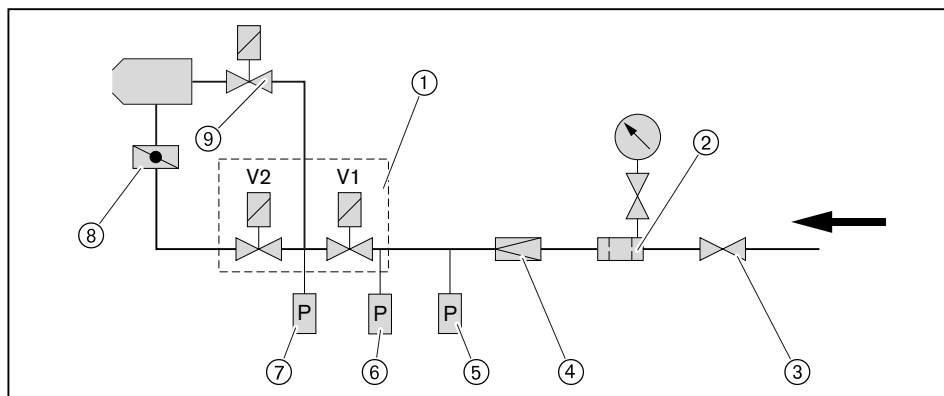 ①
⑨
②
V2 V1
⑧
P P P
⑦ ⑥ ⑤ ④ ③